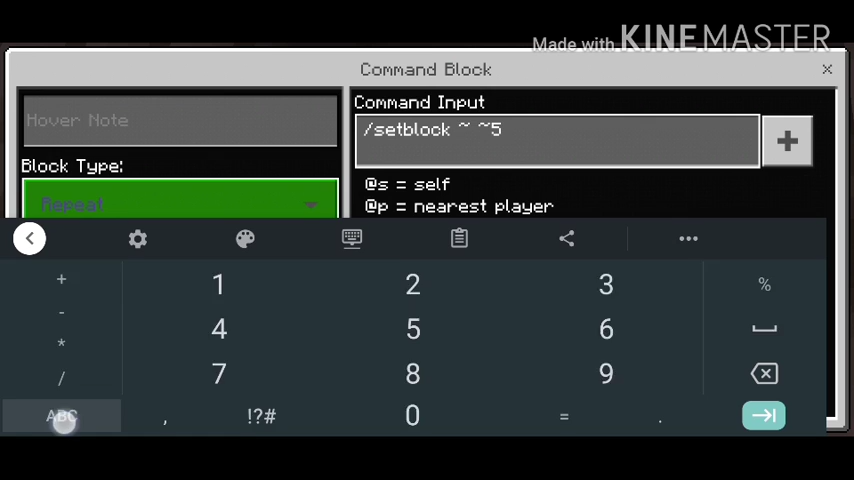 Made with KINEMASTER
Command Block
Hover Note
Command Input
/setblock ~ ~5
Block Type:
Repeat
@s = self
@p = nearest player
+ 1 2 3 %
- 4 5 6
* 7 8 9
/
ABC , !?# 0 = .